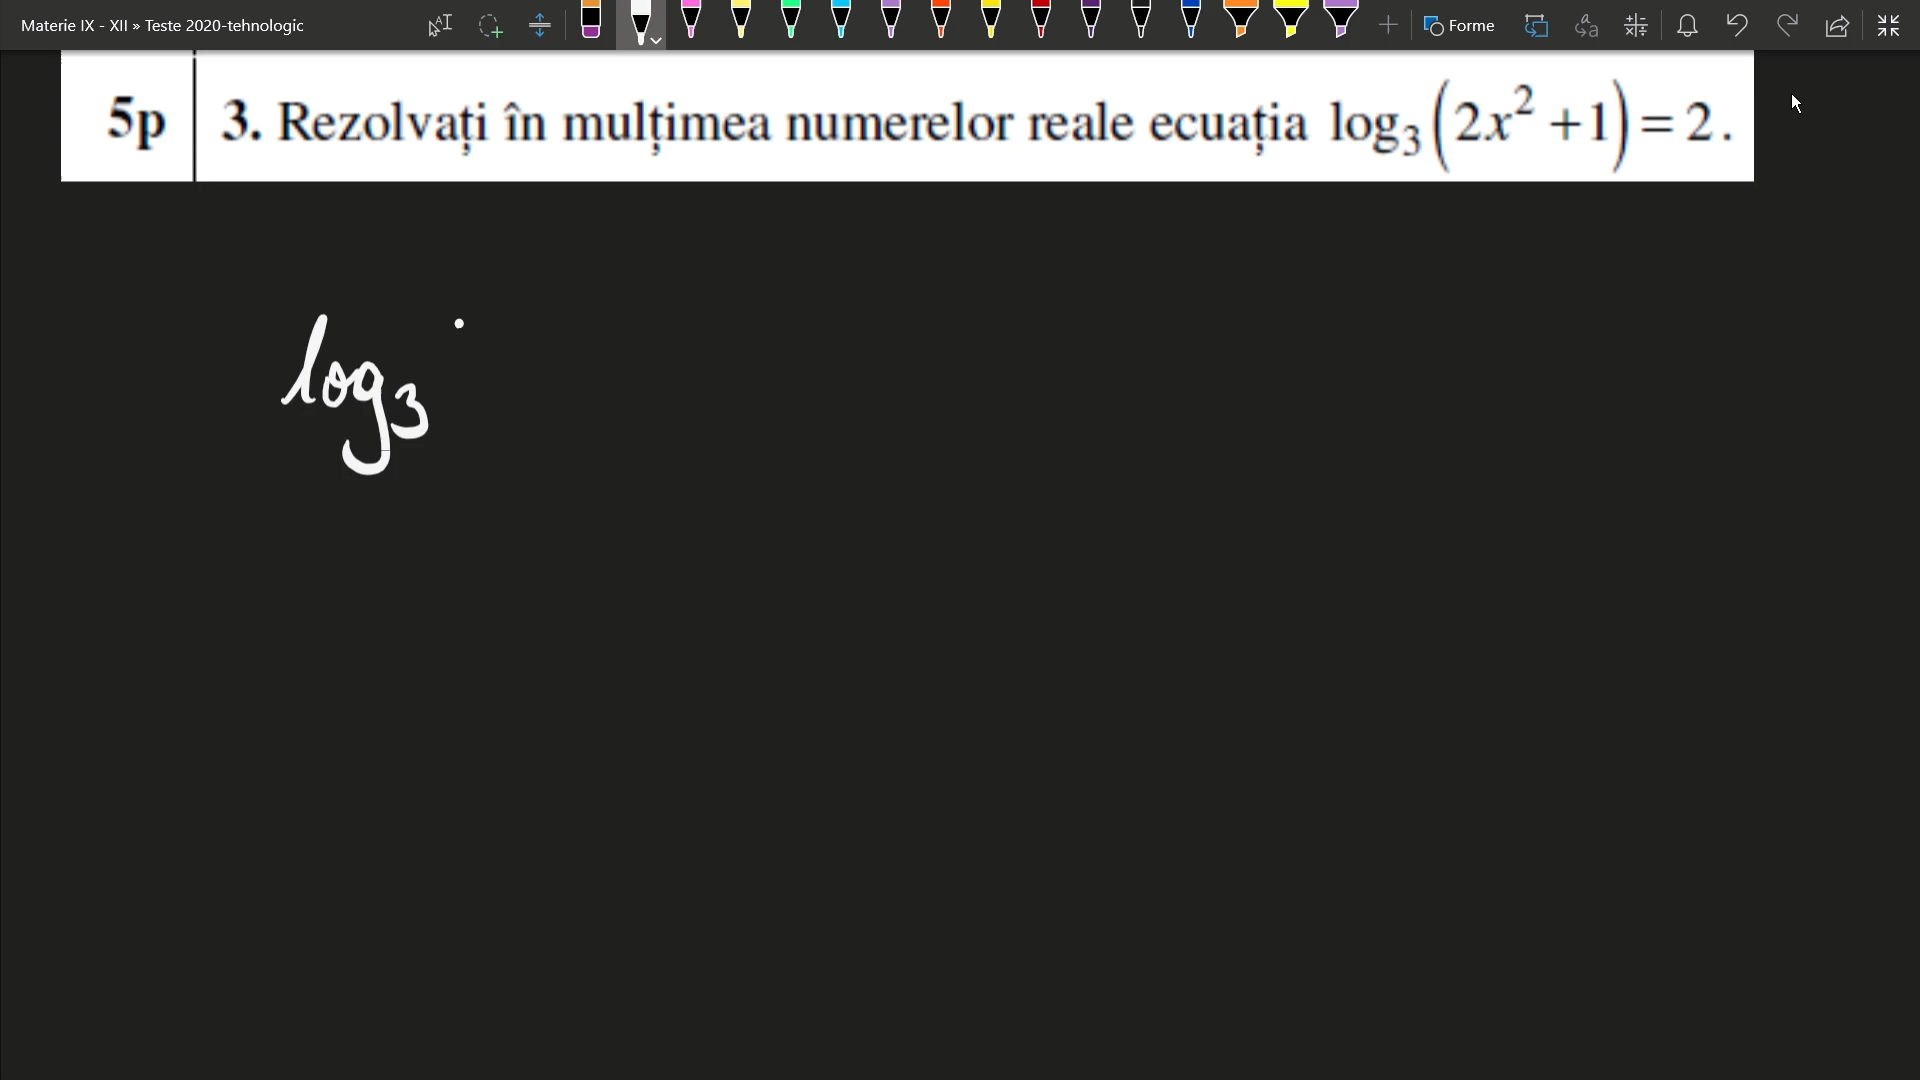 Materie IX - XII » Teste 2020-tehnologic
Forme
5p 3. Rezolvați în mulțimea numerelor reale ecuația log₃(2x² + 1) = 2.
log₃